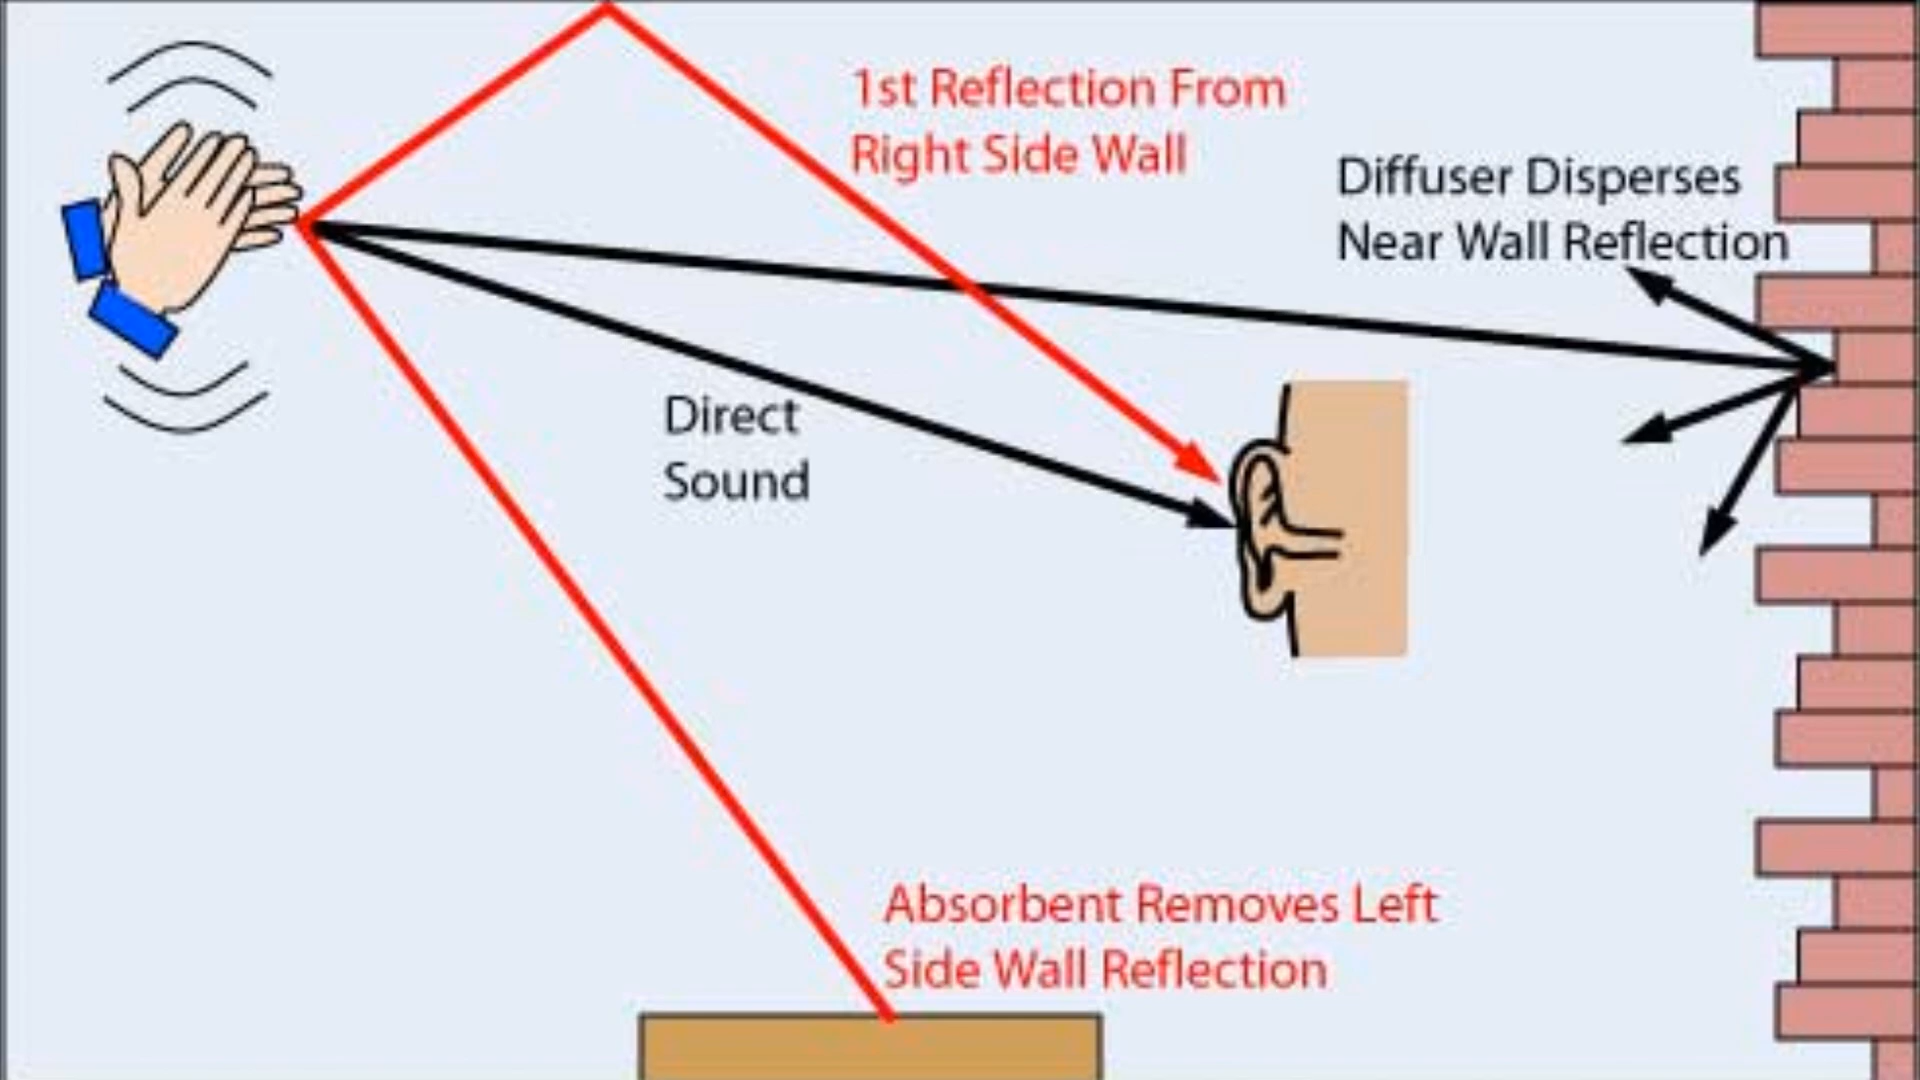 1st Reflection From
Right Side Wall
Diffuser Disperses
Near Wall Reflection
Direct
Sound
Absorbent Removes Left
Side Wall Reflection